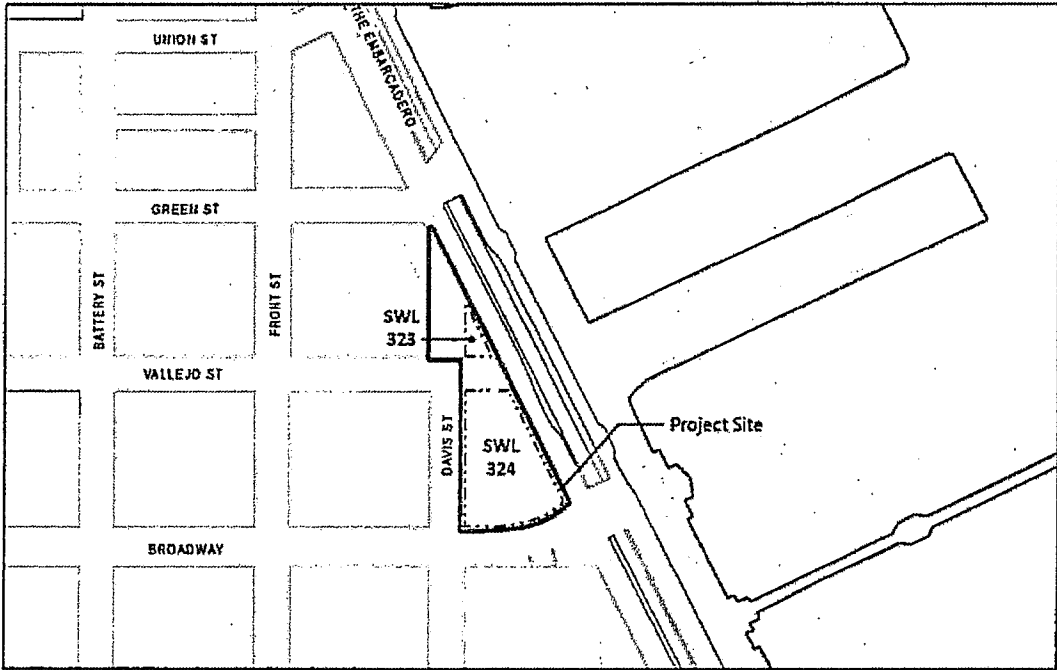 UNION ST
THE EMBARCADERO
GREEN ST
BATTERY ST
FRONT ST
SWL
323
VALLEJO ST
DAVIS ST
SWL
324
Project Site
BROADWAY